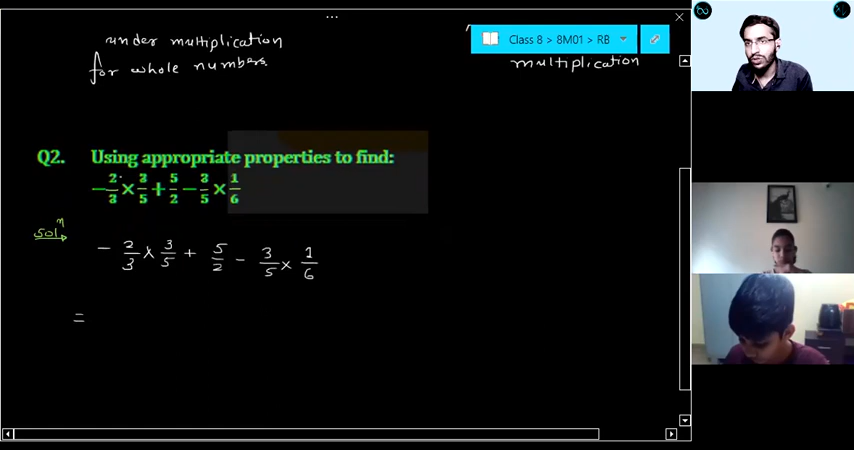 under multiplication
for whole numbers.
Class 8 > 8M01 > RB
multiplication
Q2. Using appropriate properties to find:
-2/3 × 3/5 + 5/2 - 3/5 × 1/6
Solⁿ
- 2/3 × 3/5 + 5/2 - 3/5 × 1/6
=